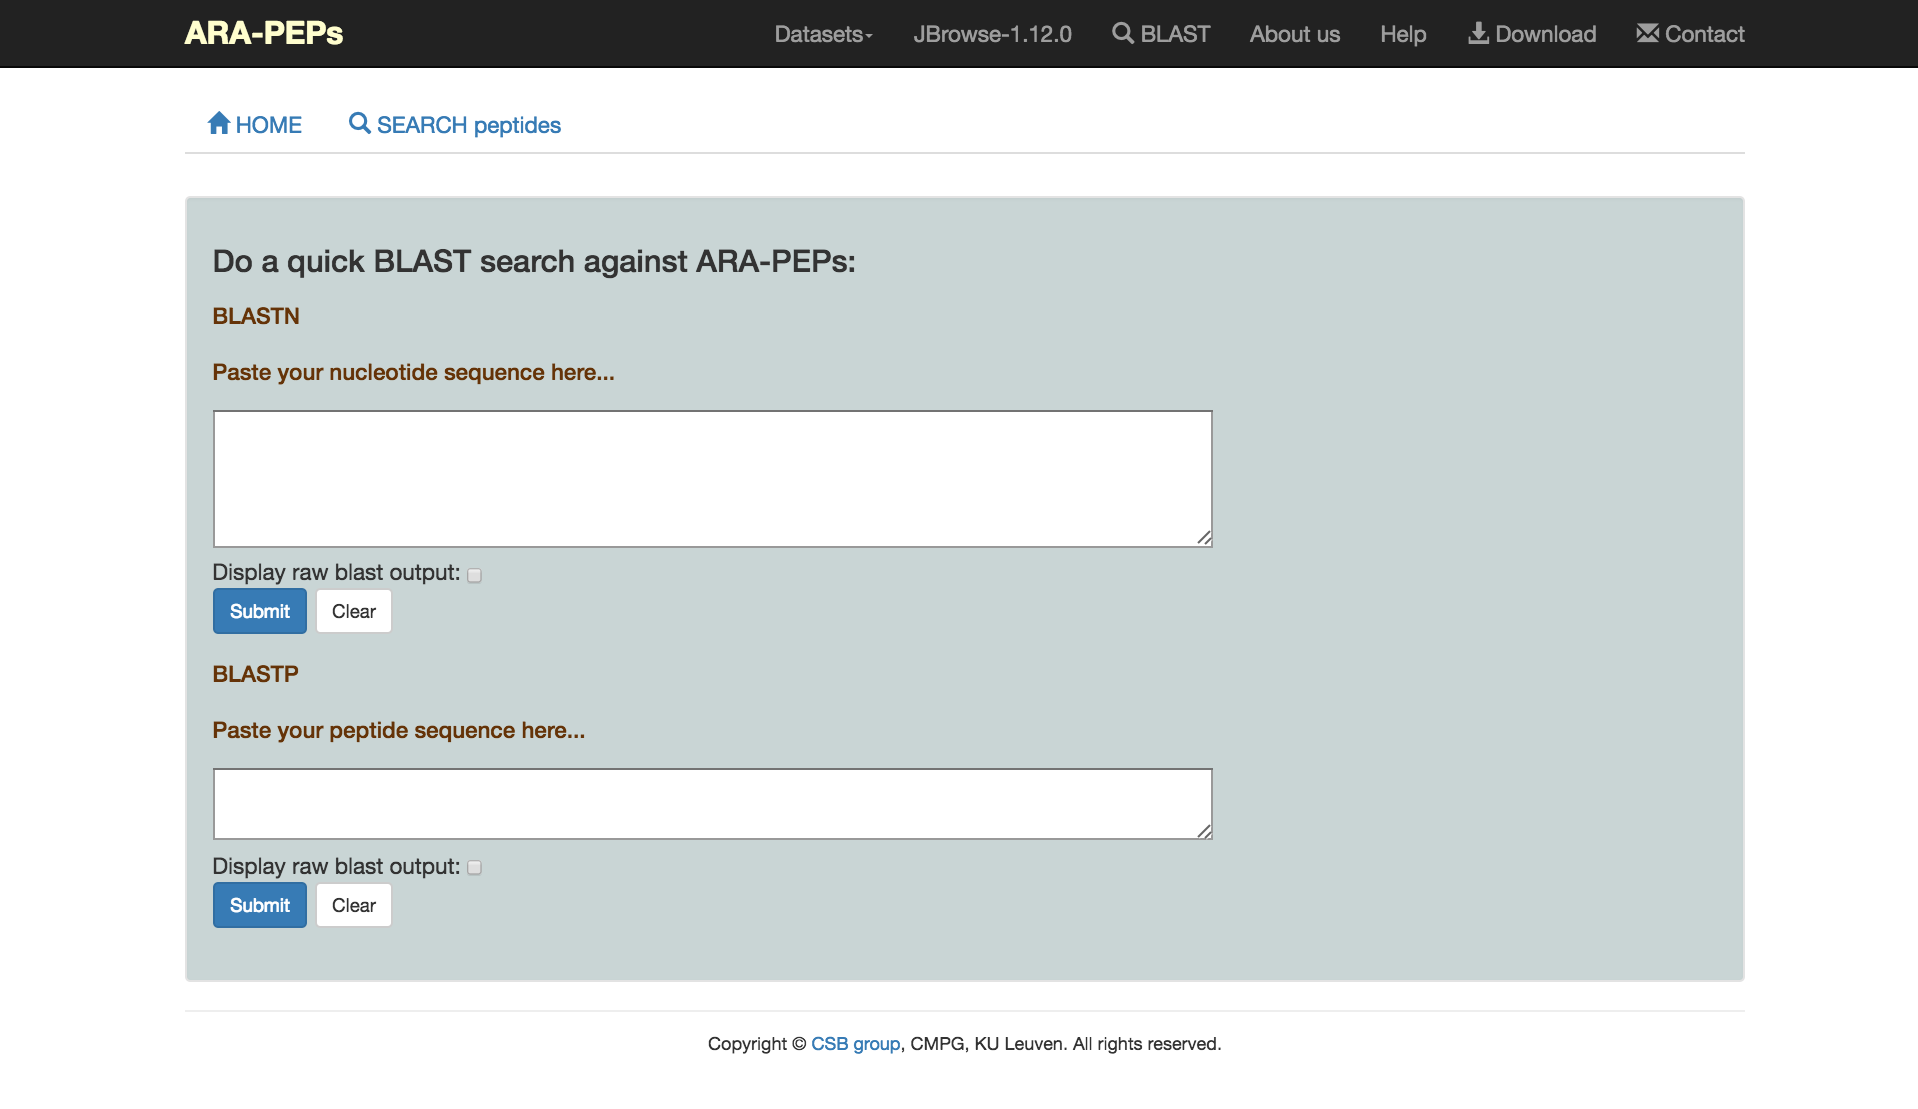 ARA-PEPs Datasets JBrowse-1.12.0 BLAST About us Help Download Contact
HOME SEARCH peptides
Do a quick BLAST search against ARA-PEPs:
BLASTN
Paste your nucleotide sequence here...
Display raw blast output:
Submit Clear
BLASTP
Paste your peptide sequence here...
Display raw blast output:
Submit Clear
Copyright © CSB group, CMPG, KU Leuven. All rights reserved.